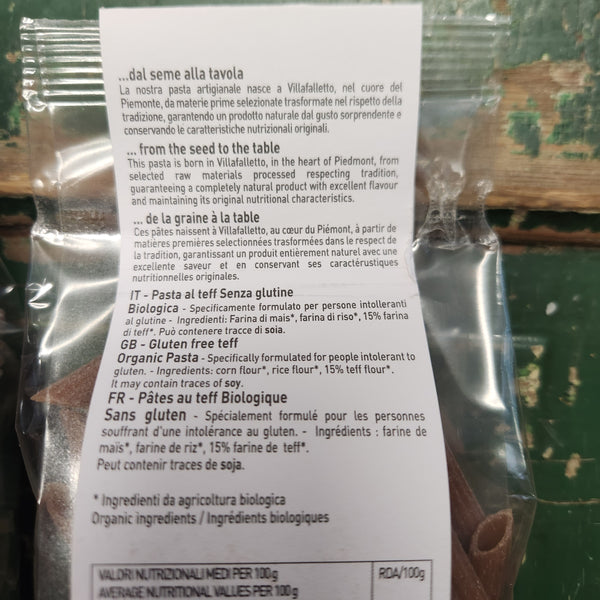 ...dal seme alla tavola
La nostra pasta artigianale nasce a Villafalletto, nel cuore del
Piemonte, da materie prime selezionate trasformate nel rispetto della
tradizione, garantendo un prodotto naturale dal gusto sorprendente e
conservando le caratteristiche nutrizionali originali.
... from the seed to the table
This pasta is born in Villafalletto, in the heart of Piedmont, from
selected raw materials processed respecting tradition,
guaranteeing a completely natural product with excellent flavour
and maintaining its original nutritional characteristics.
... de la graine à la table
Ces pâtes naissent à Villafalletto, au cœur du Piémont, à partir de
matières premières selectionnées trasformées dans le respect de
la tradition, garantissant un produit entièrement naturel avec une
excellente saveur et en conservant ses caractéristiques
nutritionnelles originales.
IT - Pasta al teff Senza glutine
Biologica - Specificamente formulato per persone intolleranti
al glutine - Ingredienti: Farina di mais*, farina di riso*, 15% farina
di teff*. Può contenere tracce di soia.
GB - Gluten free teff
Organic Pasta - Specifically formulated for people intolerant to
gluten. - Ingredients: corn flour*, rice flour*, 15% teff flour*.
It may contain traces of soy.
FR - Pâtes au teff Biologique
Sans gluten - Spécialement formulé pour les personnes
souffrant d'une intolérance au gluten. - Ingrédients : farine de
maïs*, farine de riz*, 15% farine de teff*.
Peut contenir traces de soja.
* Ingredienti da agricoltura biologica
Organic ingredients / Ingrédients biologiques
VALORI NUTRIZIONALI MEDI PER 100g RDA/100g
AVERAGE NUTRITIONAL VALUES PER 100g